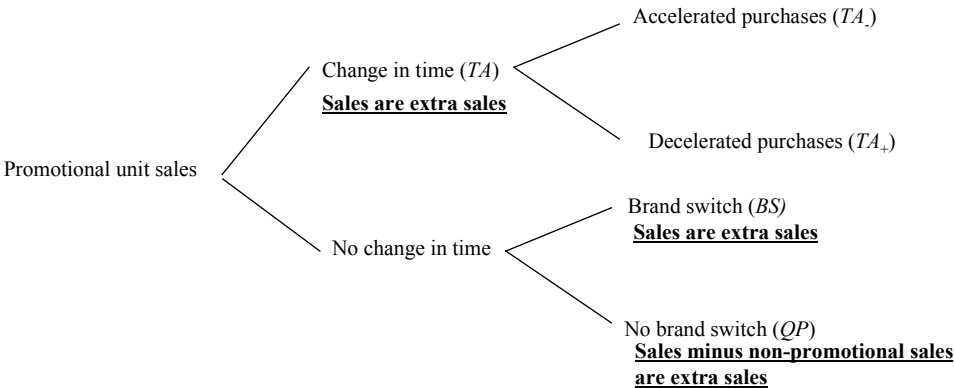 Accelerated purchases (TA-)
Change in time (TA)
Sales are extra sales
Decelerated purchases (TA+)
Promotional unit sales
Brand switch (BS)
Sales are extra sales
No change in time
No brand switch (QP)
Sales minus non-promotional sales
are extra sales